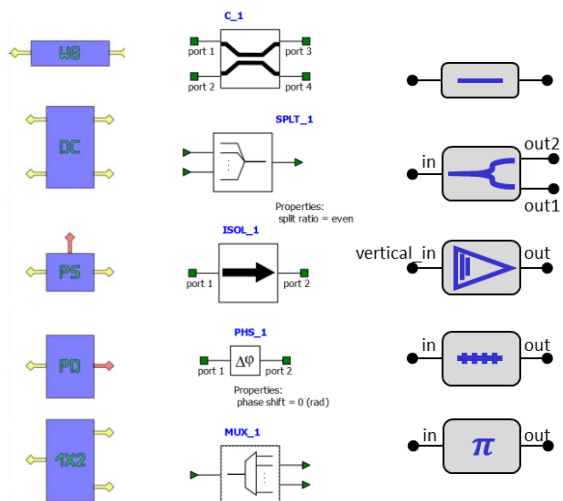 WG
DC
PS
PD
1X2
C_1
port 1
port 3
port 2
port 4
SPLT_1
Properties:
split ratio = even
ISOL_1
port 1
port 2
PHS_1
Δφ
port 1
port 2
Properties:
phase shift = 0 (rad)
MUX_1
in
out2
out1
vertical_in
out
in
out
in
π
out